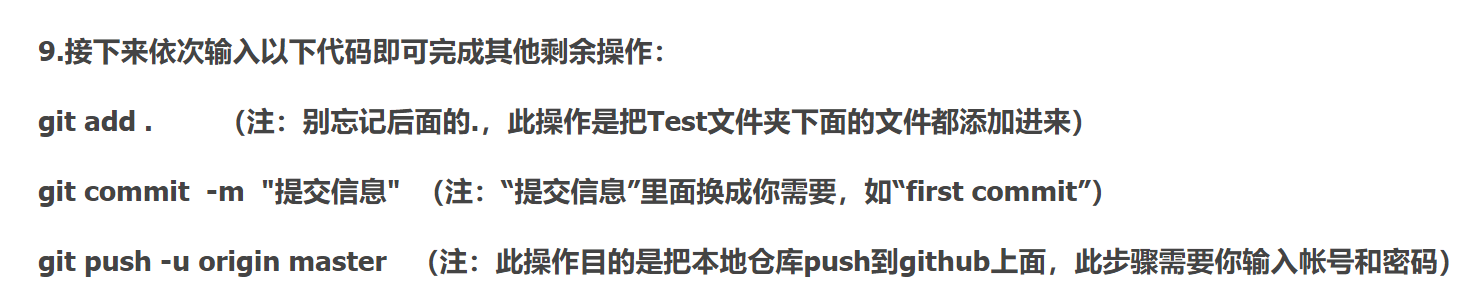 9.接下来依次输入以下代码即可完成其他剩余操作：
git add . （注：别忘记后面的.，此操作是把Test文件夹下面的文件都添加进来）
git commit -m "提交信息" （注：“提交信息”里面换成你需要，如“first commit”）
git push -u origin master （注：此操作目的是把本地仓库push到github上面，此步骤需要你输入帐号和密码）